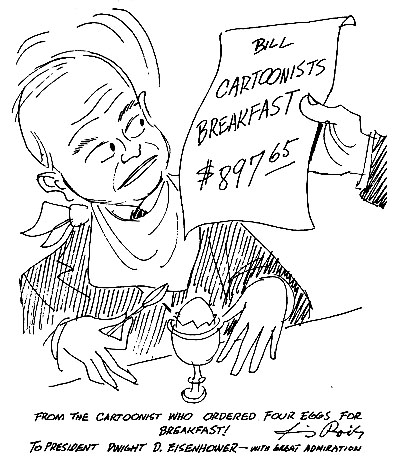 BILL
CARTOONISTS
BREAKFAST
$897 65
FROM THE CARTOONIST WHO ORDERED FOUR EGGS FOR
BREAKFAST!
TO PRESIDENT DWIGHT D. EISENHOWER — WITH GREAT ADMIRATION